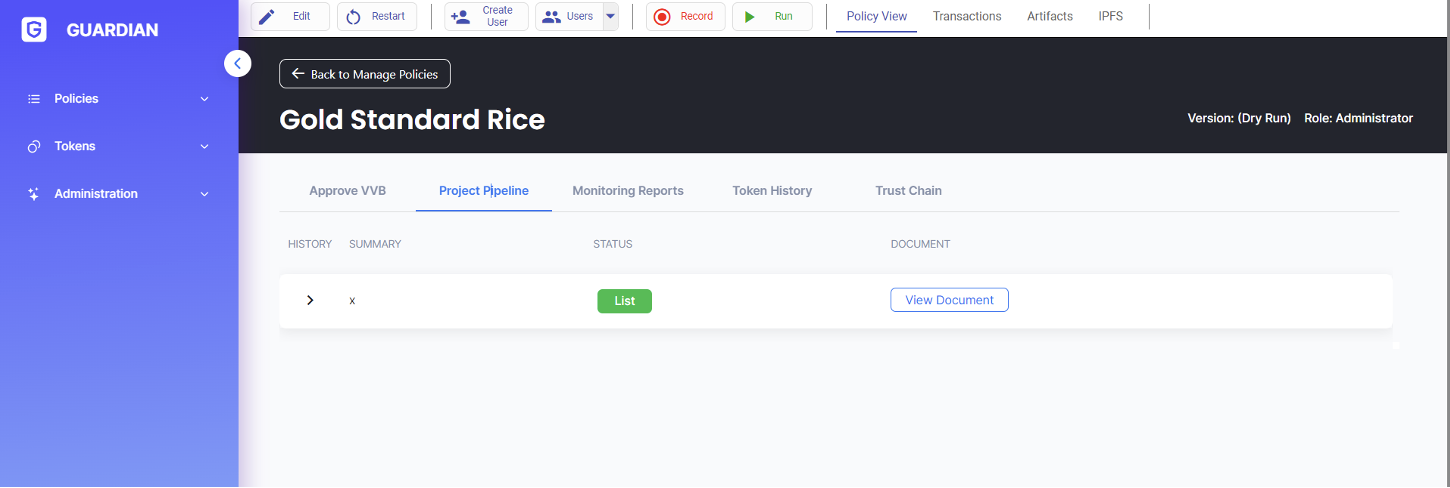 GUARDIAN
Policies
Tokens
Administration
Edit Restart Create User Users Record Run Policy View Transactions Artifacts IPFS
Back to Manage Policies
Gold Standard Rice
Version: (Dry Run) Role: Administrator
Approve VVB Project Pipeline Monitoring Reports Token History Trust Chain
HISTORY SUMMARY STATUS DOCUMENT
x List View Document